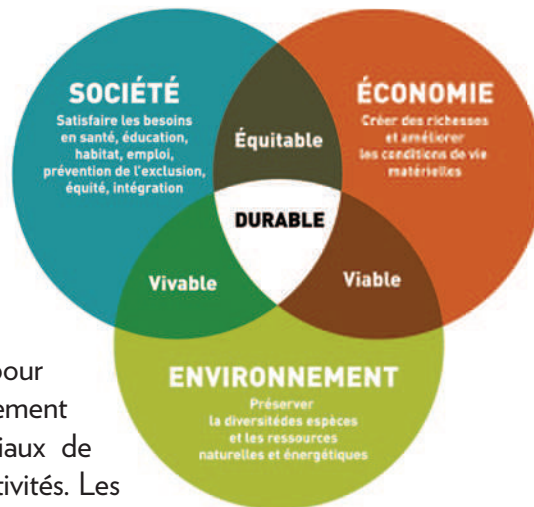 SOCIÉTÉ
Satisfaire les besoins
en santé, éducation,
habitat, emploi,
prévention de l'exclusion,
équité, intégration
ÉCONOMIE
Créer des richesses
et améliorer
les conditions de vie
matérielles
Équitable
DURABLE
Vivable
Viable
ENVIRONNEMENT
Préserver
la diversitédes espèces
et les ressources
naturelles et énergétiques
pour
ement
iaux de
tivités. Les